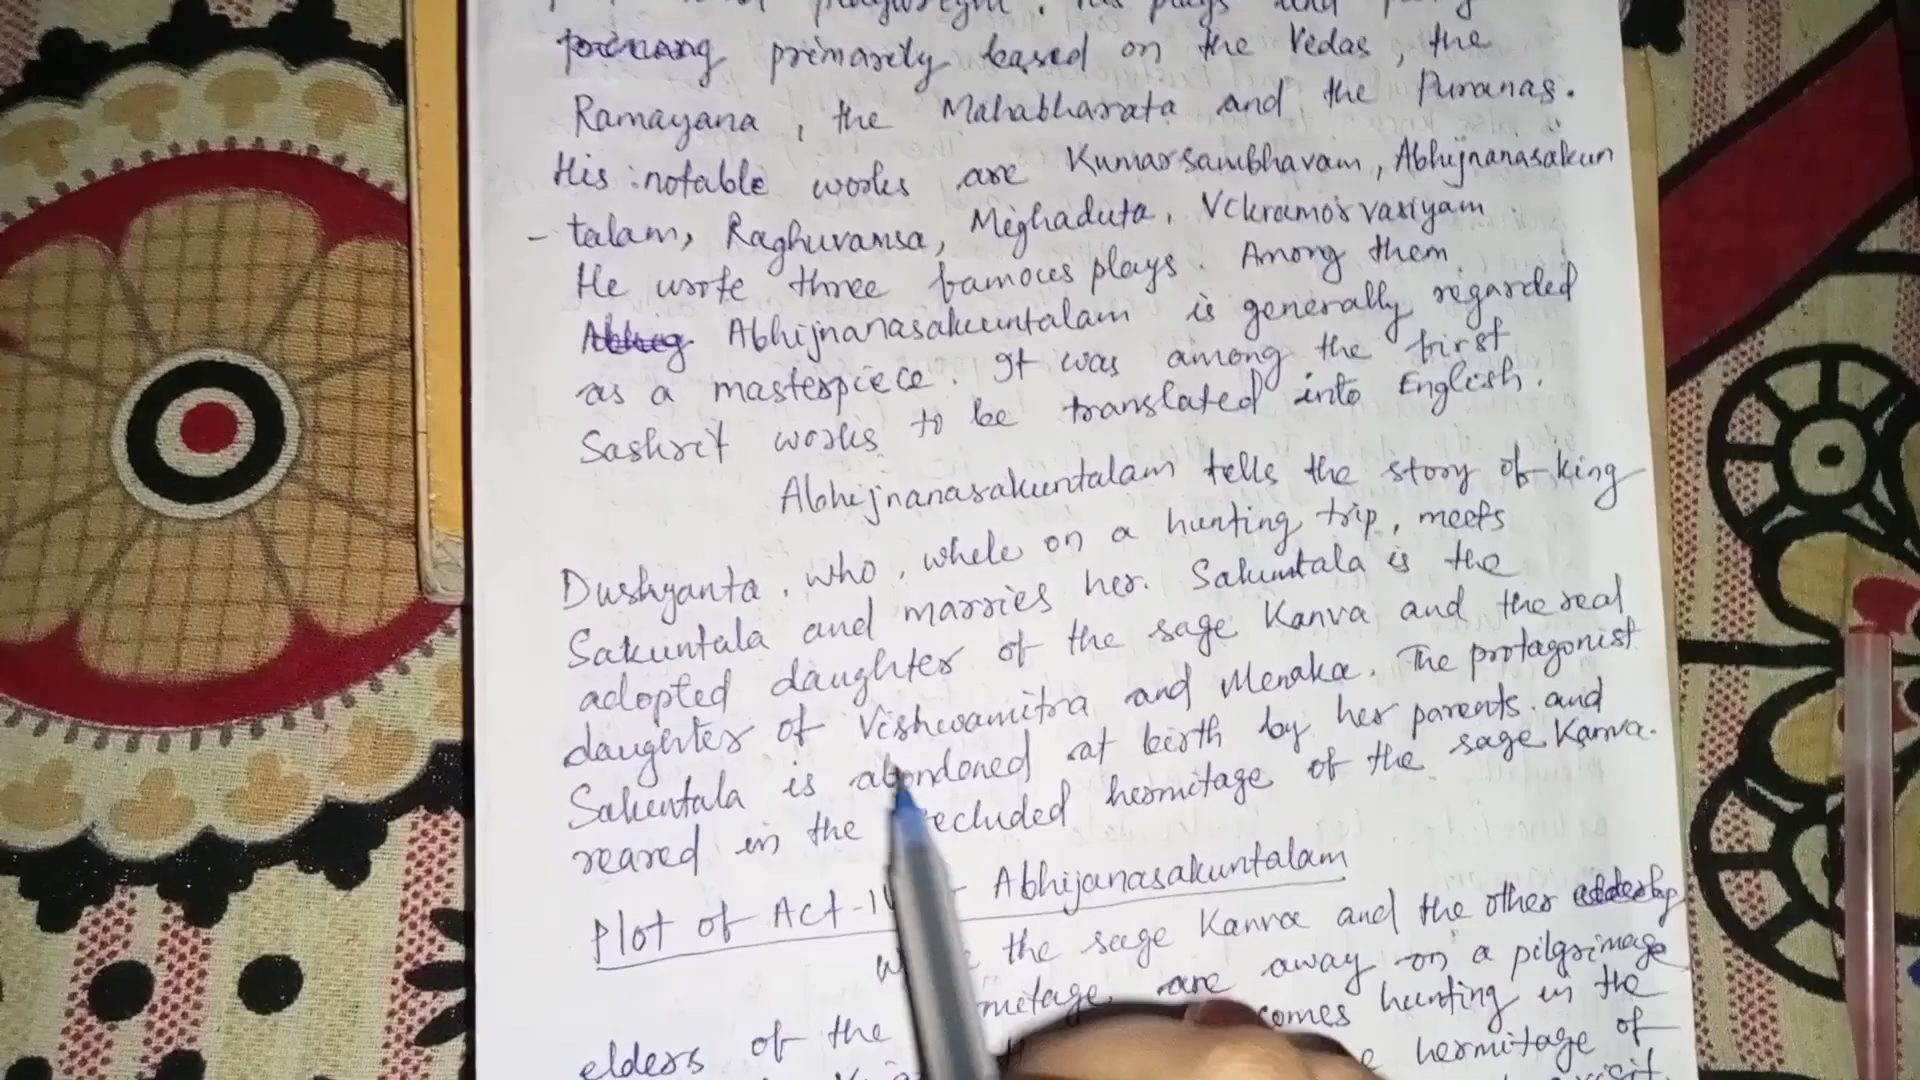 primarily based on the Vedas, the
Ramayana, the Mahabharata and the Puranas.
His notable works are Kumarsambhavam, Abhijnanasakun
- talam, Raghuvamsa, Meghaduta, Vckramorvasiyam
He wrote three famous plays. Among them
Abhijnanasakuntalam is generally regarded
as a masterpiece. It was among the first
Sashrit works to be translated into English.
Abhijnanasakuntalam tells the story of king
Dushyanta, who, while on a hunting trip, meets
Sakuntala and marries her. Sakuntala is the
adopted daughter of the sage Kanva and the real
daughter of Vishwamitra and Menaka. The protagonist
Sakuntala is abondoned at birth by her parents and
reared in the secluded hermitage of the sage Kanva.
Plot of Act-IV - Abhijanasakuntalam
the sage Kanva and the other
elders of the are away on a pilgrimage
comes hunting in the
hermitage of